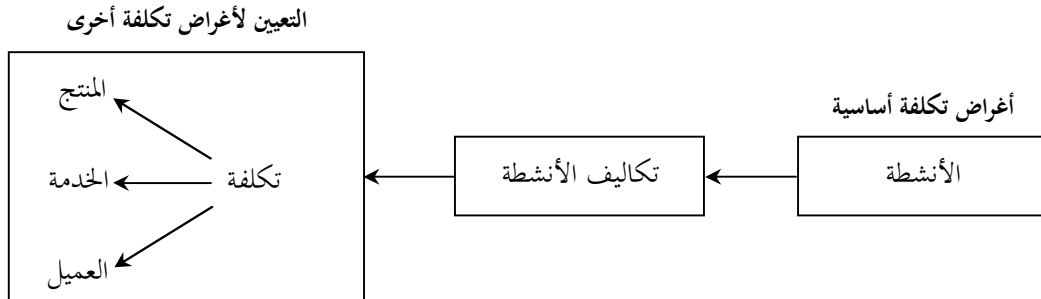 التعيين لأغراض تكلفة أخرى
أغراض تكلفة أساسية
الأنشطة
تكاليف الأنشطة
تكلفة
المنتج
الخدمة
العميل